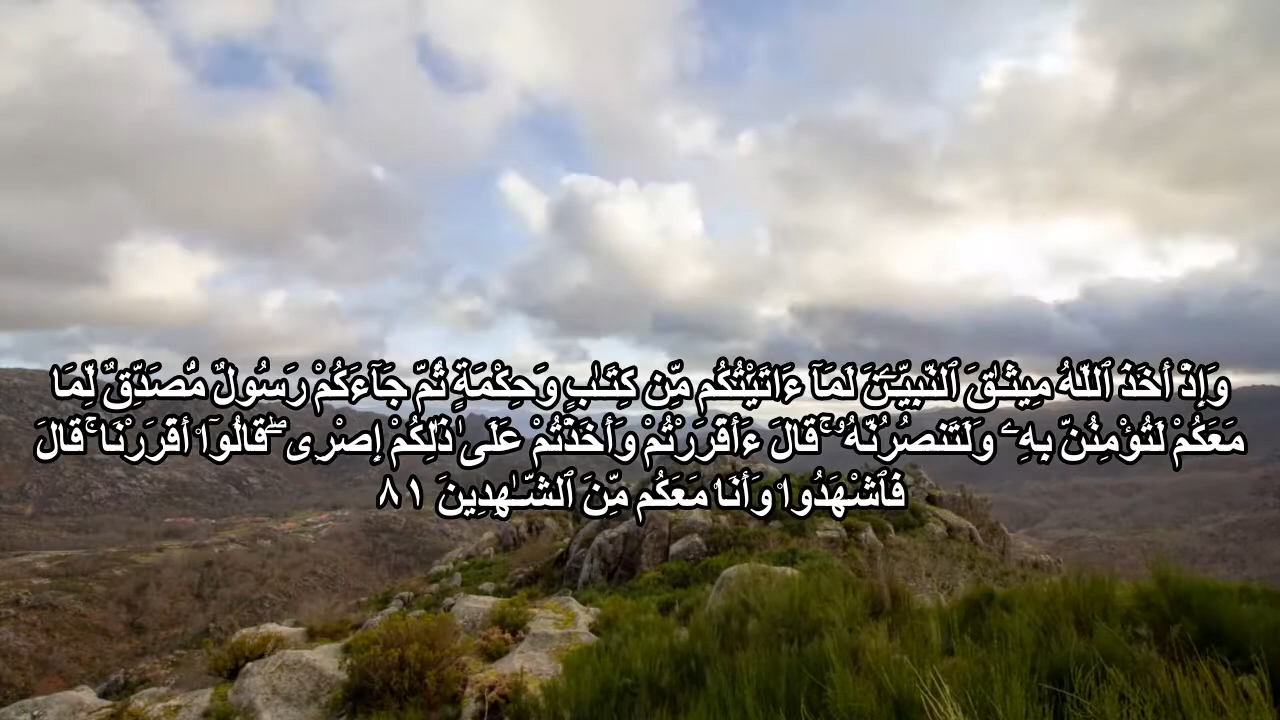 وَإِذْ أَخَذَ ٱللَّهُ مِيثَـٰقَ ٱلنَّبِيِّـۧنَ لَمَآ ءَاتَيْتُكُم مِّن كِتَـٰبٍ وَحِكْمَةٍ ثُمَّ جَآءَكُمْ رَسُولٌ مُّصَدِّقٌ لِّمَا
مَعَكُمْ لَتُؤْمِنُنَّ بِهِۦ وَلَتَنصُرُنَّهُۥ ۚ قَالَ ءَأَقْرَرْتُمْ وَأَخَذْتُمْ عَلَىٰ ذَٰلِكُمْ إِصْرِى ۖ قَالُوٓا۟ أَقْرَرْنَا ۚ قَالَ
فَٱشْهَدُوا۟ وَأَنَا۠ مَعَكُم مِّنَ ٱلشَّـٰهِدِينَ ٨١